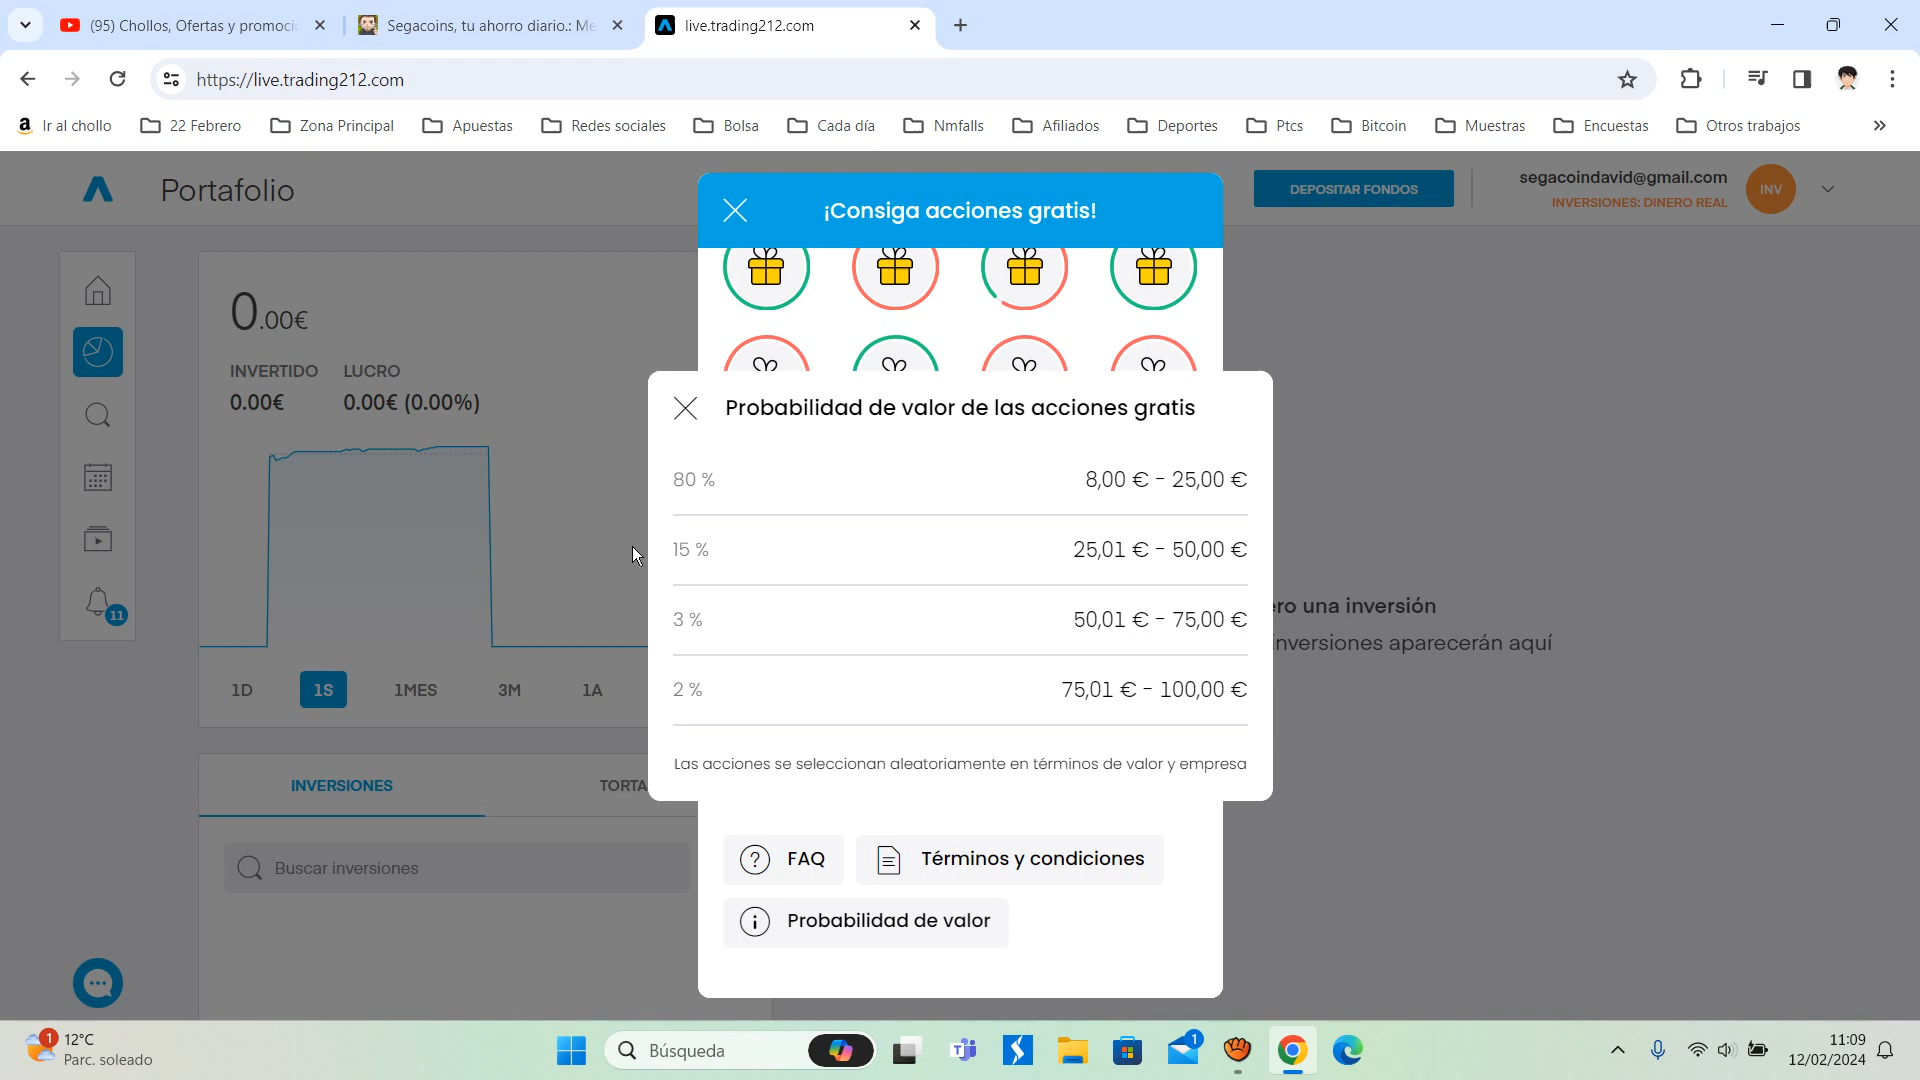 (95) Chollos, Ofertas y promoci
Segacoins, tu ahorro diario.: Me
live.trading212.com
https://live.trading212.com
Ir al chollo
22 Febrero
Zona Principal
Apuestas
Redes sociales
Bolsa
Cada día
Nmfalls
Afiliados
Deportes
Ptcs
Bitcoin
Muestras
Encuestas
Otros trabajos
Portafolio
¡Consiga acciones gratis!
DEPOSITAR FONDOS
segacoindavid@gmail.com
INVERSIONES: DINERO REAL
INV
0.00€
INVERTIDO LUCRO
0.00€ 0.00€ (0.00%)
11
1D 1S 1MES 3M 1A
INVERSIONES TORTA
Buscar inversiones
Probabilidad de valor de las acciones gratis
80 % 8,00 € - 25,00 €
15 % 25,01 € - 50,00 €
3 % 50,01 € - 75,00 €
2 % 75,01 € - 100,00 €
Las acciones se seleccionan aleatoriamente en términos de valor y empresa
ero una inversión
inversiones aparecerán aquí
FAQ
Términos y condiciones
Probabilidad de valor
1
12°C
Parc. soleado
Búsqueda
1
11:09
12/02/2024